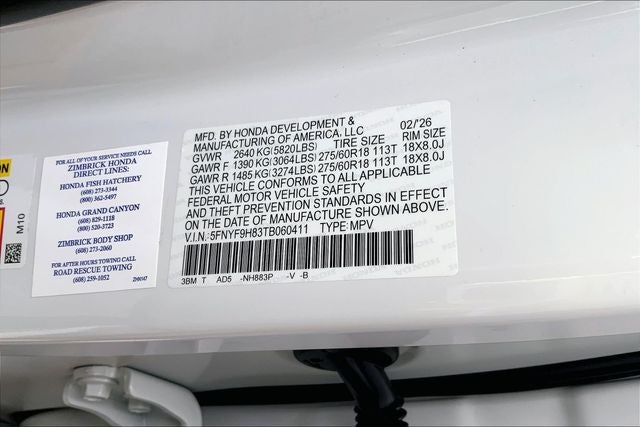 MFD. BY HONDA DEVELOPMENT &
MANUFACTURING OF AMERICA, LLC 02/'26
GVWR 2640 KG(5820LBS) TIRE SIZE RIM SIZE
GAWR F 1390 KG(3064LBS) 275/60R18 113T 18X8.0J
GAWR R 1485 KG(3274LBS) 275/60R18 113T 18X8.0J
THIS VEHICLE CONFORMS TO ALL APPLICABLE
FEDERAL MOTOR VEHICLE SAFETY
AND THEFT PREVENTION STANDARDS IN EFFECT
ON THE DATE OF MANUFACTURE SHOWN ABOVE.
V.I.N.: 5FNYF9H83TB060411 TYPE: MPV
3BM T AD5 -NH883P -V -B
FOR ALL OF YOUR SERVICE NEEDS CALL
ZIMBRICK HONDA
DIRECT LINES:
HONDA FISH HATCHERY
(608) 273-3344
(800) 362-5497
HONDA GRAND CANYON
(608) 829-1118
(608) 520-3723
ZIMBRICK BODY SHOP
(608) 273-2060
FOR AFTER HOURS TOWING CALL
ROAD RESCUE TOWING
(608) 259-1052
ZH0147
M10